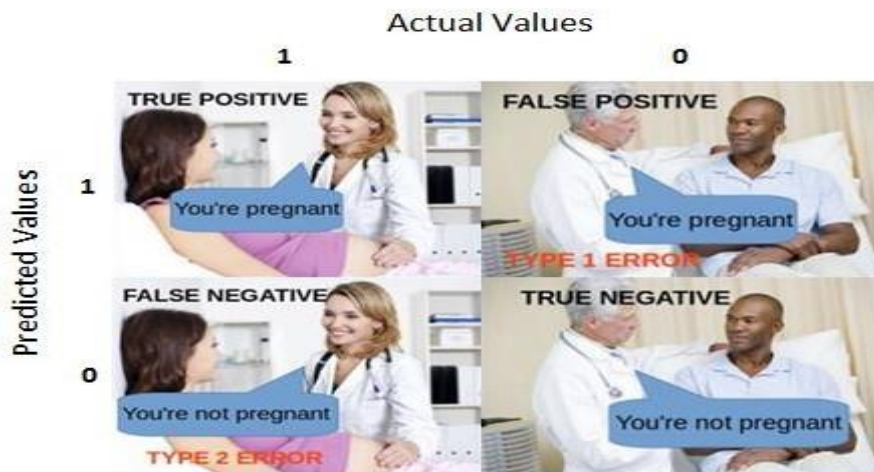 Actual Values
1 0
TRUE POSITIVE FALSE POSITIVE
Predicted Values
1
You're pregnant You're pregnant
TYPE 1 ERROR
FALSE NEGATIVE TRUE NEGATIVE
0
You're not pregnant You're not pregnant
TYPE 2 ERROR